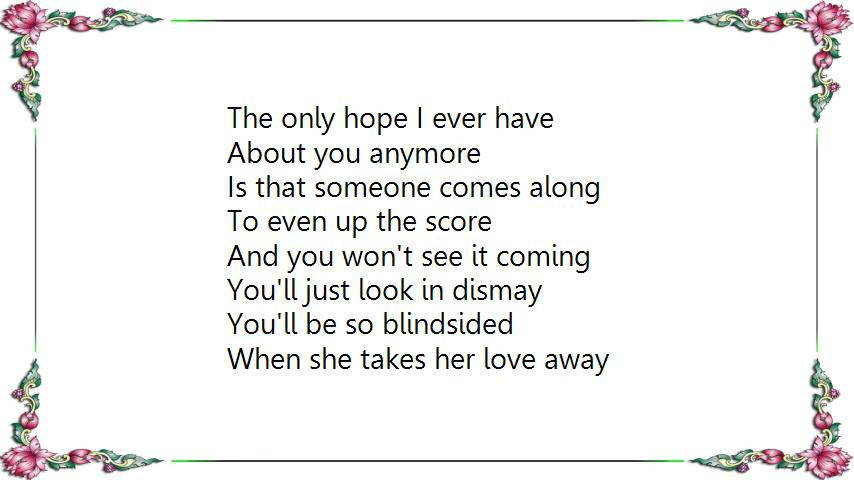 The only hope I ever have
About you anymore
Is that someone comes along
To even up the score
And you won't see it coming
You'll just look in dismay
You'll be so blindsided
When she takes her love away